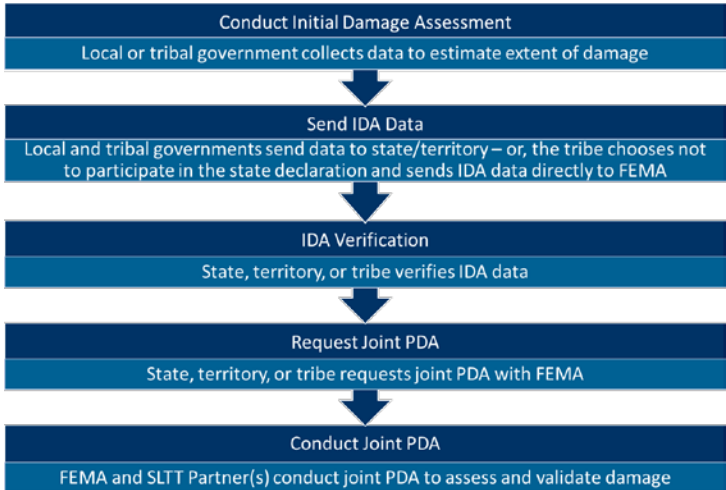 Conduct Initial Damage Assessment
Local or tribal government collects data to estimate extent of damage
Send IDA Data
Local and tribal governments send data to state/territory – or, the tribe chooses not
to participate in the state declaration and sends IDA data directly to FEMA
IDA Verification
State, territory, or tribe verifies IDA data
Request Joint PDA
State, territory, or tribe requests joint PDA with FEMA
Conduct Joint PDA
FEMA and SLTT Partner(s) conduct joint PDA to assess and validate damage